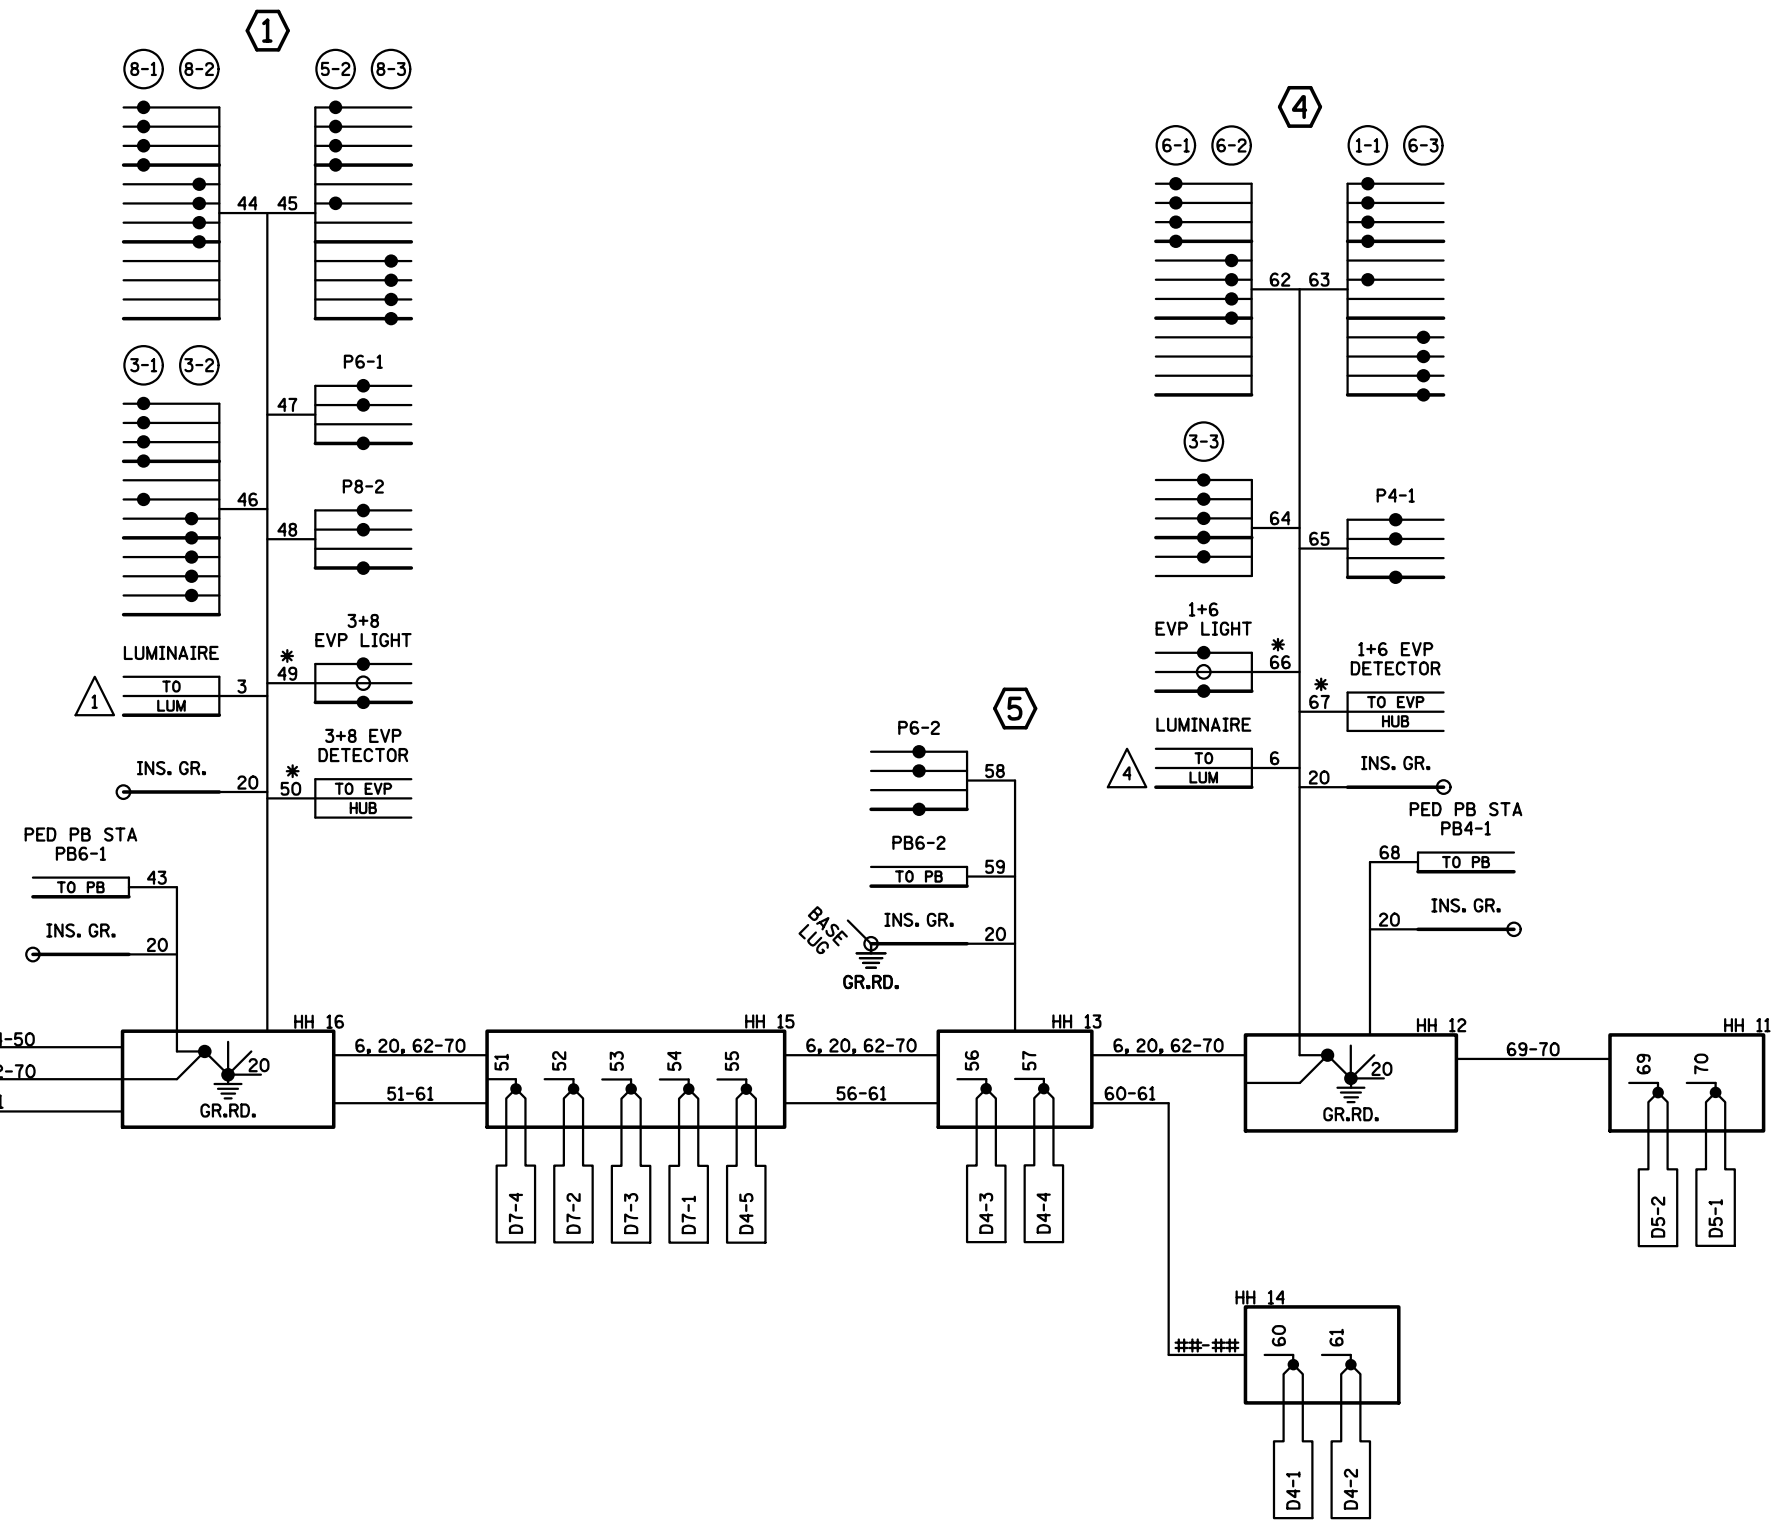 1
8-1 8-2 5-2 8-3
44 45
3-1 3-2
P6-1
47
46
P8-2
48
3+8
EVP LIGHT
*
49
LUMINAIRE
TO
LUM
3
1
3+8 EVP
DETECTOR
*
50
TO EVP
HUB
INS. GR.
20
PED PB STA
PB6-1
TO PB
43
INS. GR.
20
4
6-1 6-2 1-1 6-3
62 63
3-3
64
P4-1
65
1+6
EVP LIGHT
*
66
1+6 EVP
DETECTOR
*
67
TO EVP
HUB
LUMINAIRE
TO
LUM
6
4
INS. GR.
20
PED PB STA
PB4-1
68
TO PB
INS. GR.
20
5
P6-2
58
PB6-2
TO PB
59
BASE
LUG
INS. GR.
20
GR.RD.
-50
-70
HH 16
20
GR.RD.
6, 20, 62-70
51-61
HH 15
51 52 53 54 55
D7-4 D7-2 D7-3 D7-1 D4-5
6, 20, 62-70
56-61
HH 13
56 57
D4-3 D4-4
6, 20, 62-70
60-61
HH 12
20
GR.RD.
69-70
HH 11
69 70
D5-2 D5-1
HH 14
##-##
60 61
D4-1 D4-2